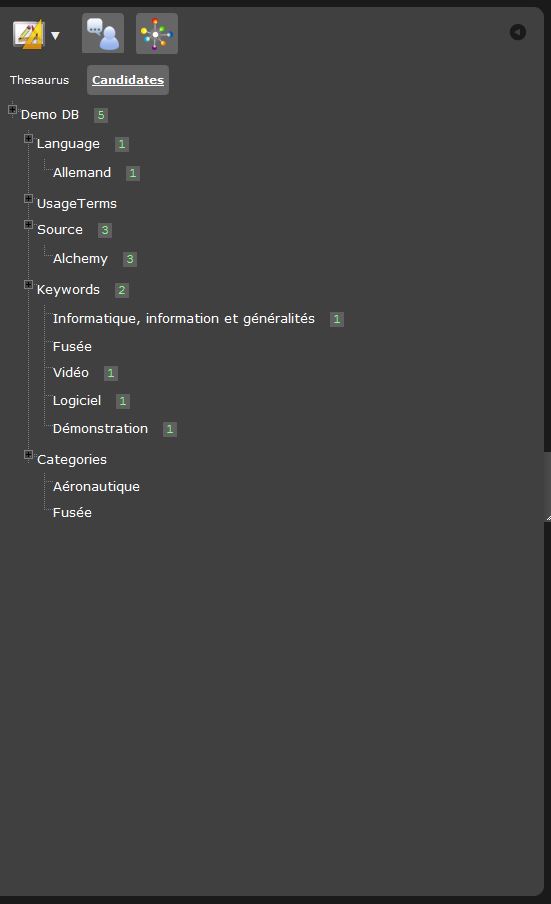 Thesaurus Candidates
Demo DB 5
Language 1
Allemand 1
UsageTerms
Source 3
Alchemy 3
Keywords 2
Informatique, information et généralités 1
Fusée
Vidéo 1
Logiciel 1
Démonstration 1
Categories
Aéronautique
Fusée